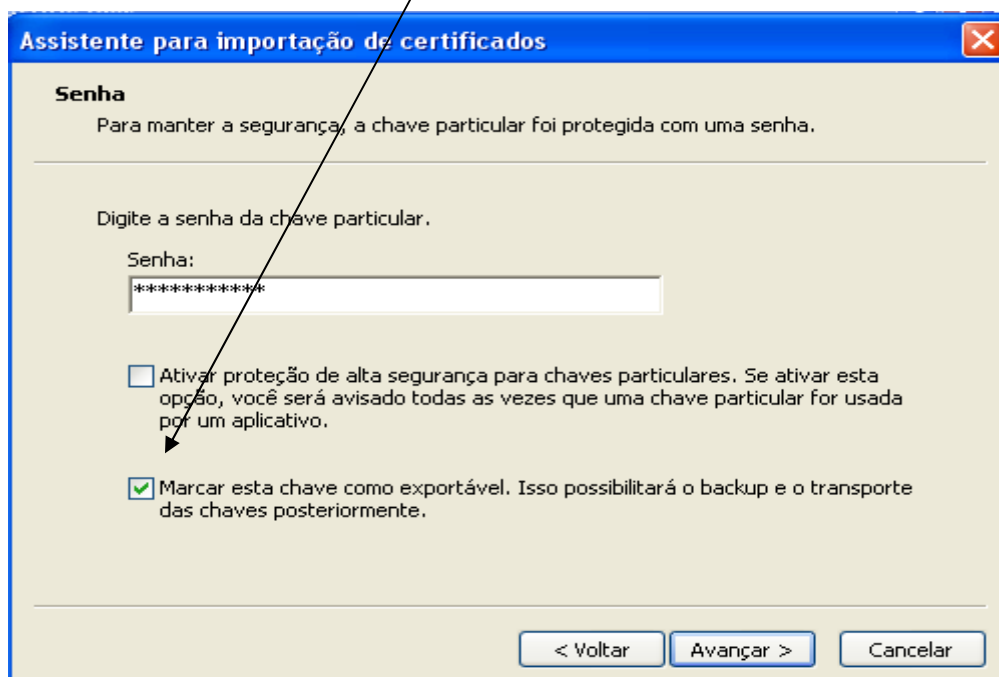 Assistente para importação de certificados
Senha
Para manter a segurança, a chave particular foi protegida com uma senha.
Digite a senha da chave particular.
Senha:
***********
Ativar proteção de alta segurança para chaves particulares. Se ativar esta
opção, você será avisado todas as vezes que uma chave particular for usada
por um aplicativo.
Marcar esta chave como exportável. Isso possibilitará o backup e o transporte
das chaves posteriormente.
< Voltar
Avançar >
Cancelar